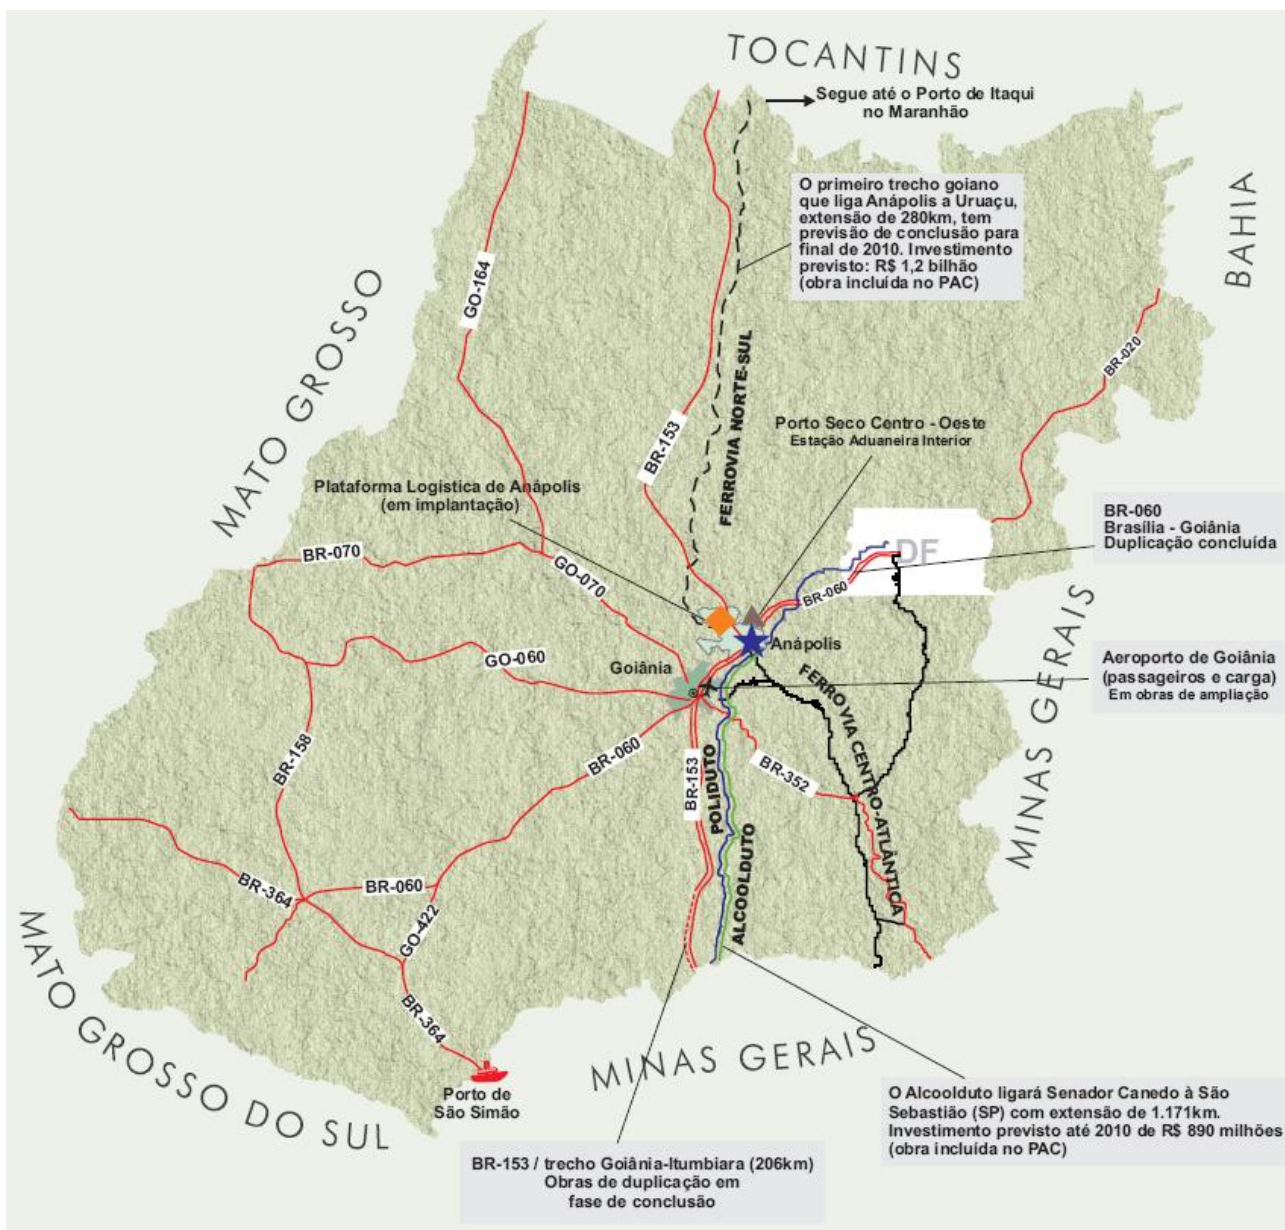 TOCANTINS
Segue até o Porto de Itaqui
no Maranhão
O primeiro trecho goiano
que liga Anápolis a Uruaçu,
extensão de 280km, tem
previsão de conclusão para
final de 2010. Investimento
previsto: R$ 1,2 bilhão
(obra incluída no PAC)
BAHIA
GO-164
MATO GROSSO
BR-020
FERROVIA NORTE-SUL
BR-153
Porto Seco Centro - Oeste
Estação Aduaneira Interior
Plataforma Logistica de Anápolis
(em implantação)
BR-060
Brasília - Goiânia
Duplicação concluída
DF
BR-070
GO-070
BR-060
Anápolis
Goiânia
GO-060
Aeroporto de Goiânia
(passageiros e carga)
Em obras de ampliação
MINAS GERAIS
FERROVIA CENTRO-ATLÂNTICA
BR-158
BR-060
BR-153
POLIDUTO
BR-352
ALCOOLDUTO
BR-364
BR-060
GO-422
BR-364
MATO GROSSO DO SUL
Porto de
São Simão
MINAS GERAIS
O Alcoolduto ligará Senador Canedo à São
Sebastião (SP) com extensão de 1.171km.
Investimento previsto até 2010 de R$ 890 milhões
(obra incluída no PAC)
BR-153 / trecho Goiânia-Itumbiara (206km)
Obras de duplicação em
fase de conclusão